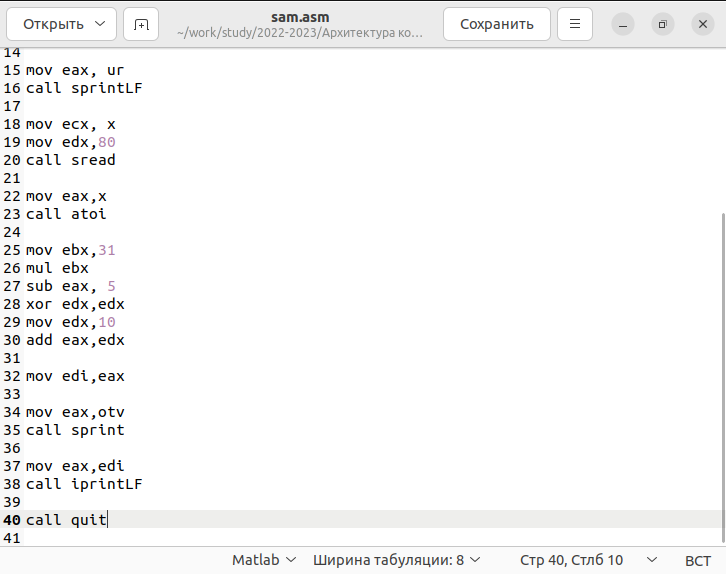 Открыть
sam.asm
~/work/study/2022-2023/Архитектура ко...
Сохранить
14
15 mov eax, ur
16 call sprintLF
17
18 mov ecx, x
19 mov edx,80
20 call sread
21
22 mov eax,x
23 call atoi
24
25 mov ebx,31
26 mul ebx
27 sub eax, 5
28 xor edx,edx
29 mov edx,10
30 add eax,edx
31
32 mov edi,eax
33
34 mov eax,otv
35 call sprint
36
37 mov eax,edi
38 call iprintLF
39
40 call quit
41
Matlab Ширина табуляции: 8 Стр 40, Стлб 10 ВСТ